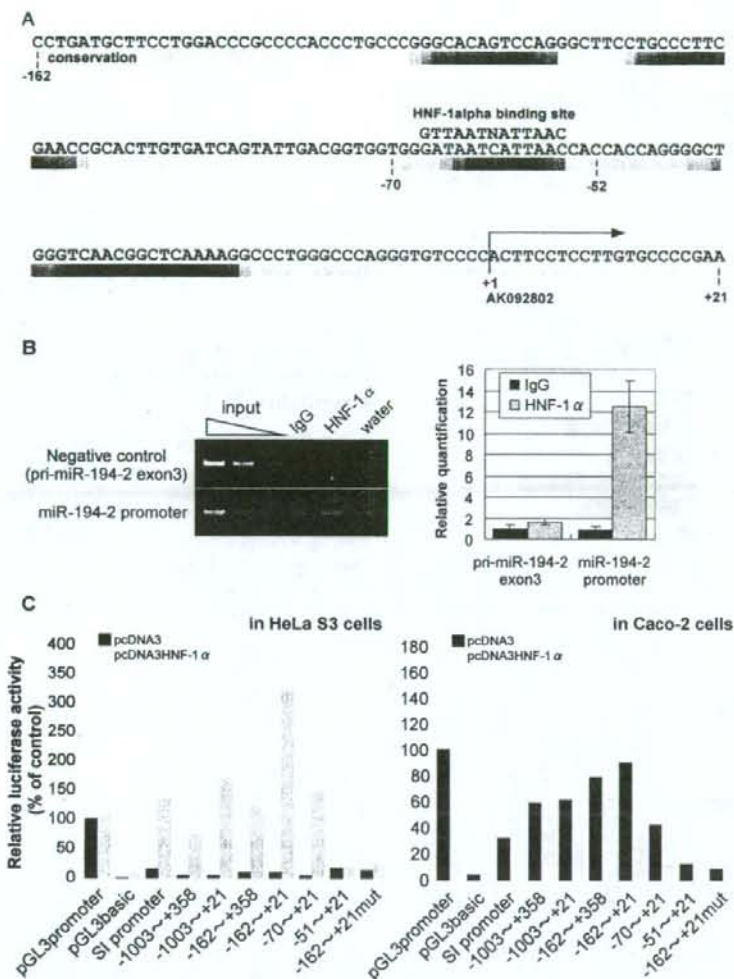 A
CCTGATGCTTCCTGGACCCGCCCCACCCTGCCCGGGCACAGTCCAGGGCTTCCTGCCCTTC
-162
conservation
HNF-1alpha binding site
GTTAATNATTAAC
GAACCGCACTTGTGATCAGTATTGACGGTGGTGGGATAATCATTAACCACCACCAGGGGCT
-70
-52
GGGTCAACGGCTCAAAAGGCCCTGGGCCCAGGGTGTCCCCACTTCCTCCTTGTGCCCCGAA
+1
AK092802
+21
B
input
IgG
HNF-1α
water
Negative control
(pri-miR-194-2 exon3)
miR-194-2 promoter
Relative quantification
16
14
12
10
8
6
4
2
0
IgG
HNF-1α
pri-miR-194-2
exon3
miR-194-2
promoter
C
in HeLa S3 cells
pcDNA3
pcDNA3HNF-1α
Relative luciferase activity
(% of control)
400
350
300
250
200
150
100
50
0
pGL3promoter
pGL3basic
SI promoter
-1003~+358
-1003~+21
-162~+358
-162~+21
-70~+21
-51~+21
-162~+21mut
in Caco-2 cells
pcDNA3
pcDNA3HNF-1α
180
160
140
120
100
80
60
40
20
0
pGL3promoter
pGL3basic
SI promoter
-1003~+358
-1003~+21
-162~+358
-162~+21
-70~+21
-51~+21
-162~+21mut